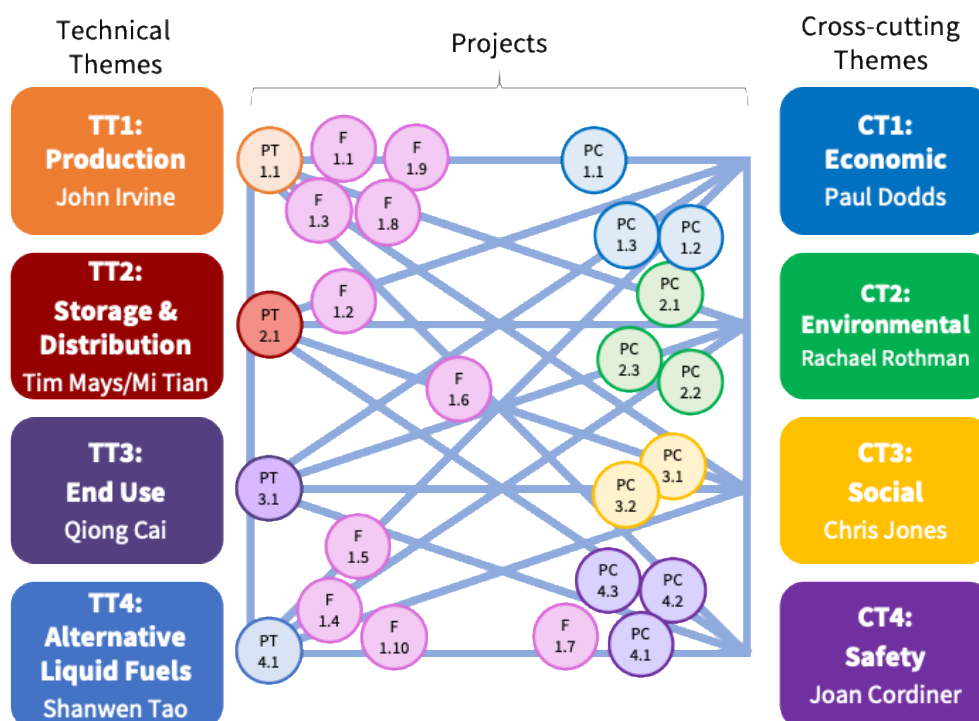 Technical
Themes
Projects
Cross-cutting
Themes
TT1:
Production
John Irvine
TT2:
Storage &
Distribution
Tim Mays/Mi Tian
TT3:
End Use
Qiong Cai
TT4:
Alternative
Liquid Fuels
Shanwen Tao
PT
1.1
F
1.1
F
1.9
F
1.3
F
1.8
PC
1.1
PC
1.3
PC
1.2
PT
2.1
F
1.2
PC
2.1
PC
2.3
PC
2.2
F
1.6
PT
3.1
PC
3.1
PC
3.2
F
1.5
F
1.4
PT
4.1
F
1.10
F
1.7
PC
4.3
PC
4.2
PC
4.1
CT1:
Economic
Paul Dodds
CT2:
Environmental
Rachael Rothman
CT3:
Social
Chris Jones
CT4:
Safety
Joan Cordiner